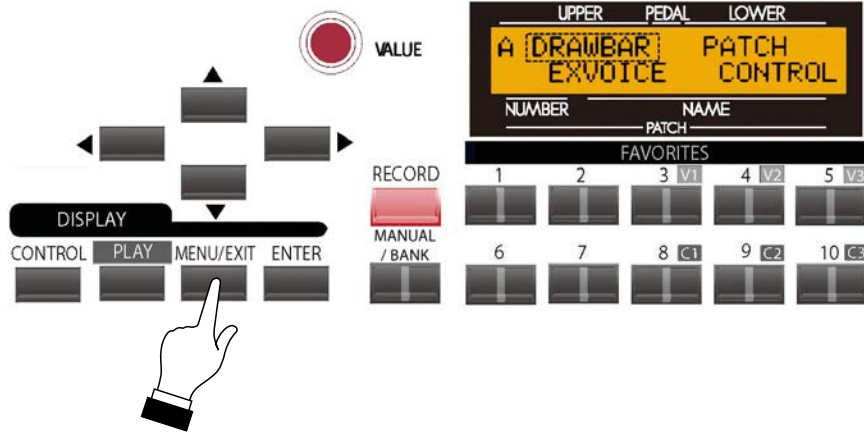 UPPER PEDAL LOWER
VALUE
A DRAWBAR PATCH
EXVOICE CONTROL
NUMBER NAME
PATCH
FAVORITES
RECORD
1 2 3 V1 4 V2 5 V3
DISPLAY
MANUAL
/ BANK
CONTROL PLAY MENU/EXIT ENTER
6 7 8 C1 9 C2 10 C3